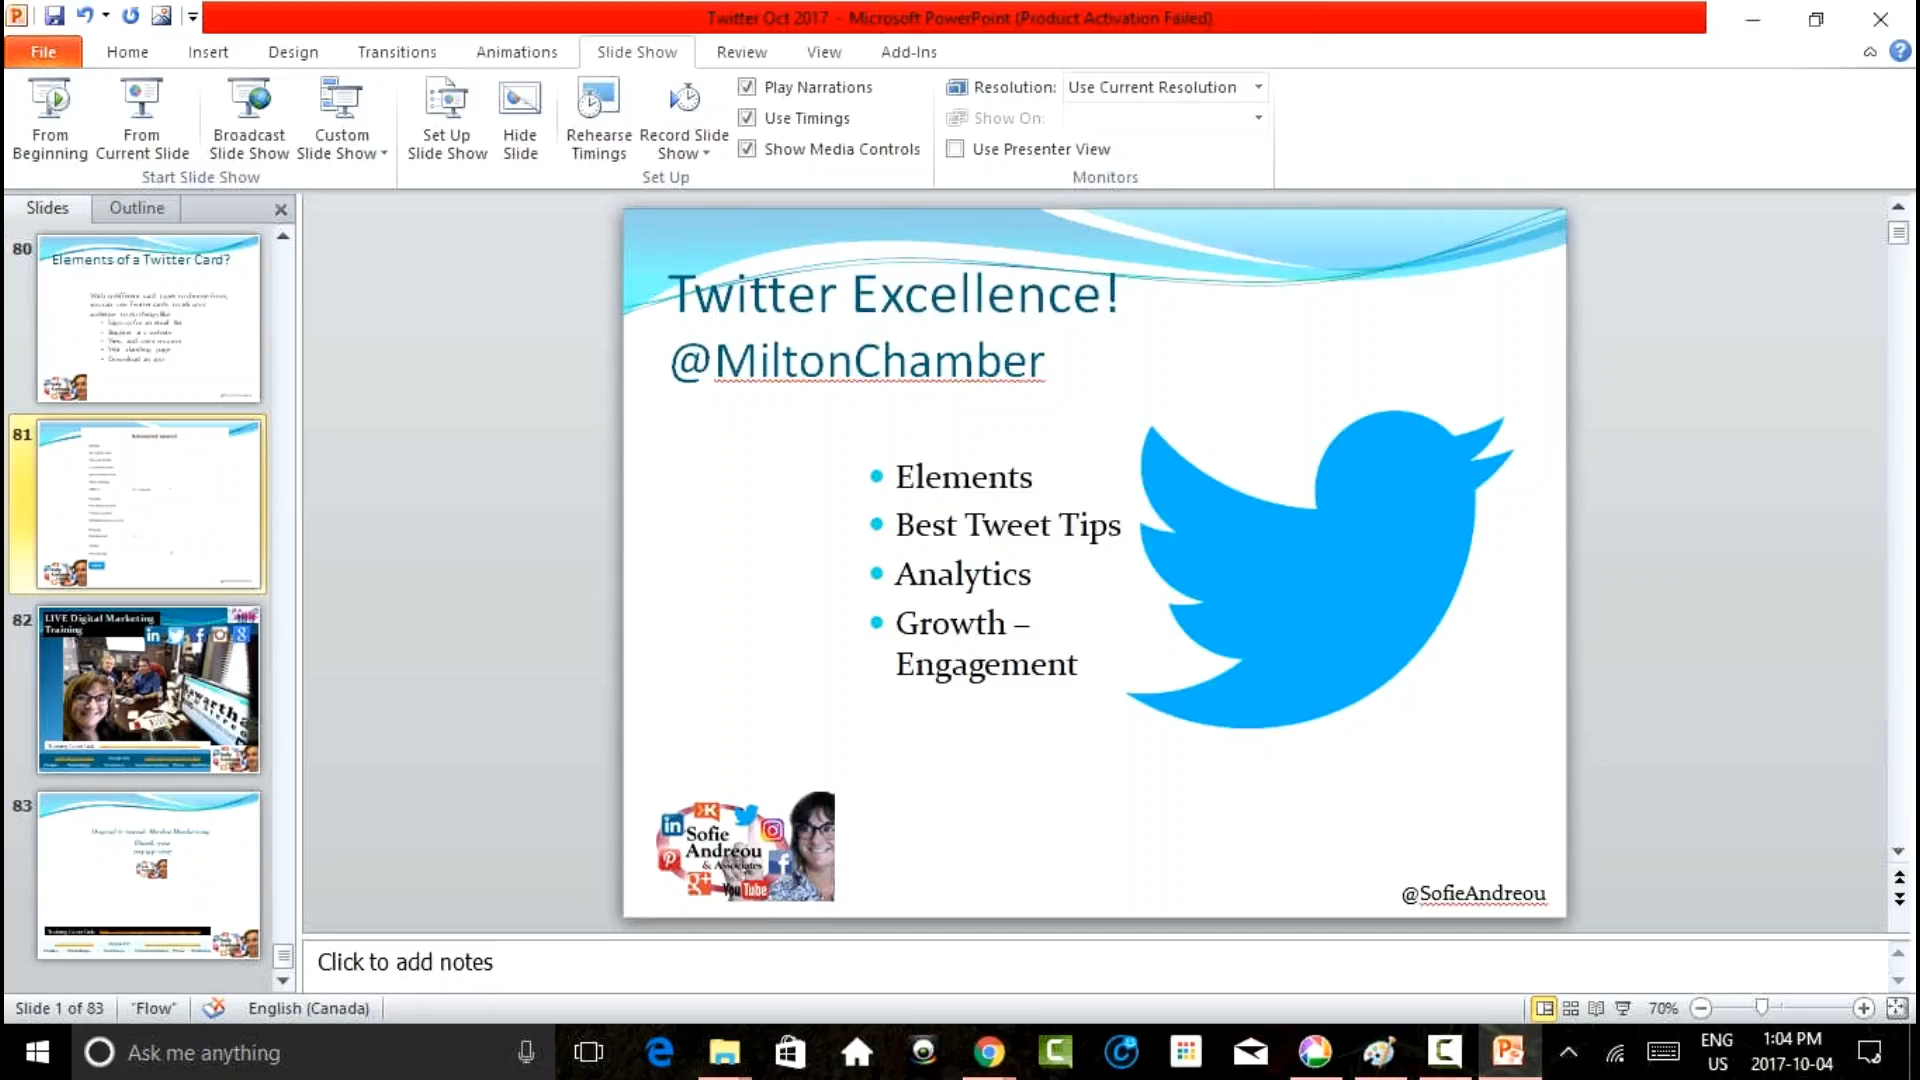 Twitter Oct 2017 - Microsoft PowerPoint (Product Activation Failed)
File Home Insert Design Transitions Animations Slide Show Review View Add-Ins
From Beginning
From Current Slide
Broadcast Slide Show
Custom Slide Show
Start Slide Show
Set Up Slide Show
Hide Slide
Rehearse Timings
Record Slide Show
Play Narrations
Use Timings
Show Media Controls
Set Up
Resolution: Use Current Resolution
Show On:
Use Presenter View
Monitors
Slides Outline
80
Elements of a Twitter Card?
81
Advanced search
82
LIVE Digital Marketing
Training
83
Twitter Excellence!
@MiltonChamber
Elements
Best Tweet Tips
Analytics
Growth –
Engagement
Sofie
Andreou
& Associates
YouTube
@SofieAndreou
Click to add notes
Slide 1 of 83 "Flow" English (Canada) 70%
Ask me anything
ENG
US
1:04 PM
2017-10-04